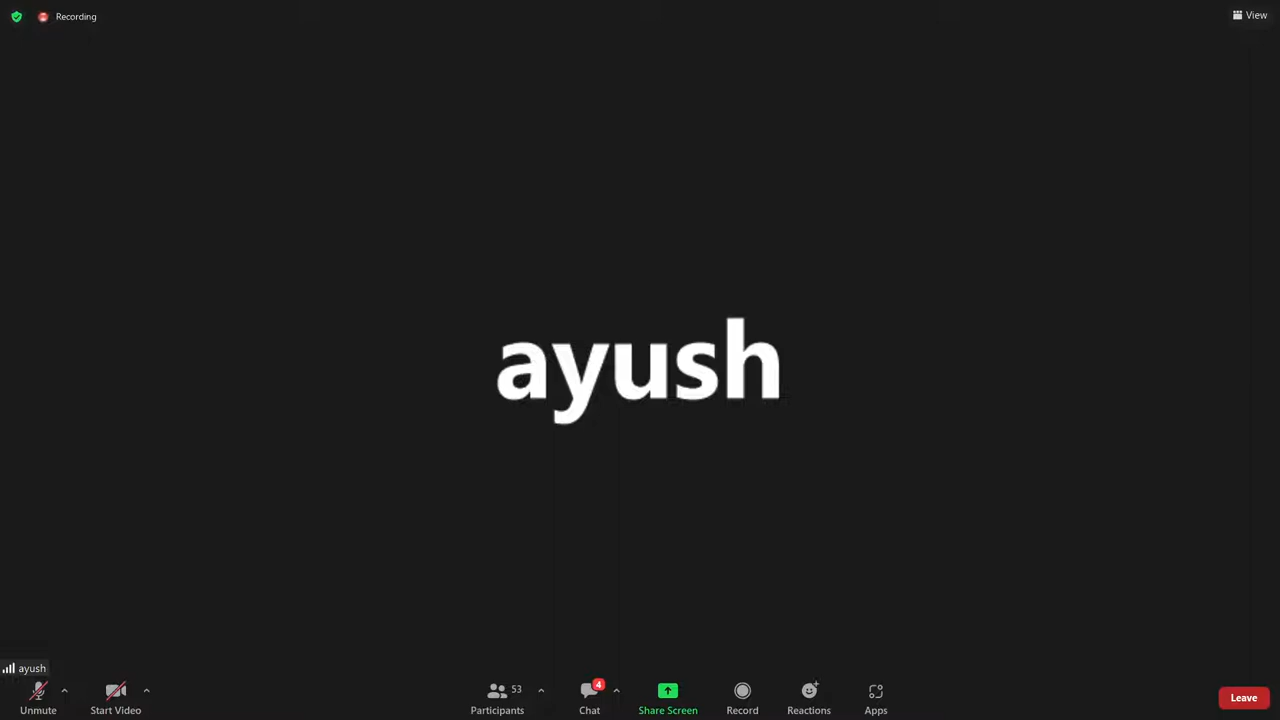 Recording
View
ayush
ayush
53
4
Unmute
Start Video
Participants
Chat
Share Screen
Record
Reactions
Apps
Leave